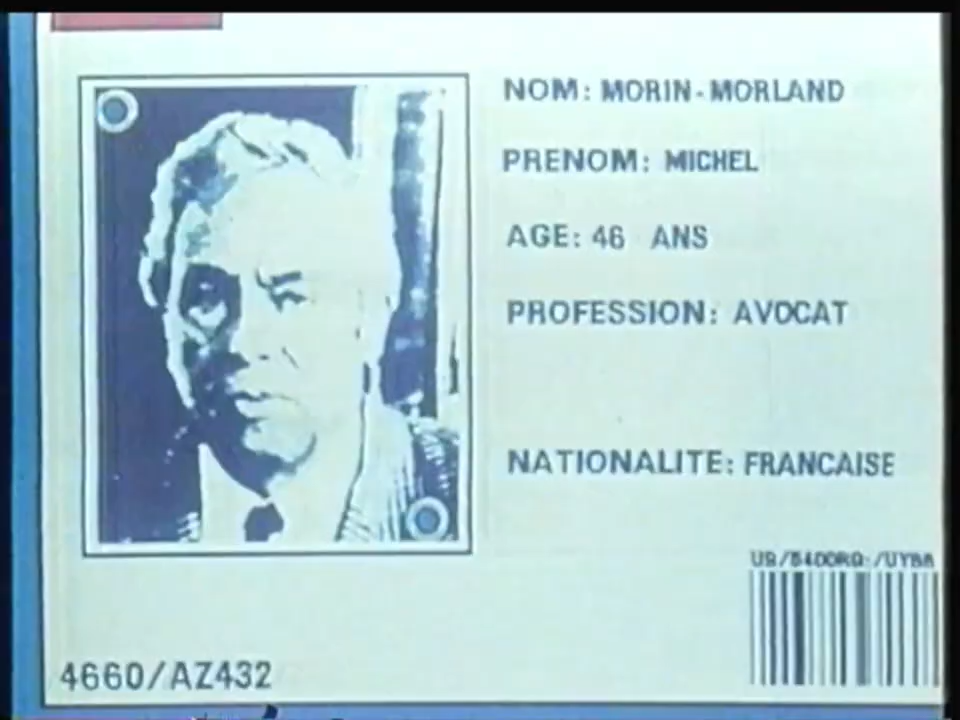 NOM: MORIN-MORLAND
PRENOM: MICHEL
AGE: 46 ANS
PROFESSION: AVOCAT
NATIONALITE: FRANCAISE
4660/AZ432